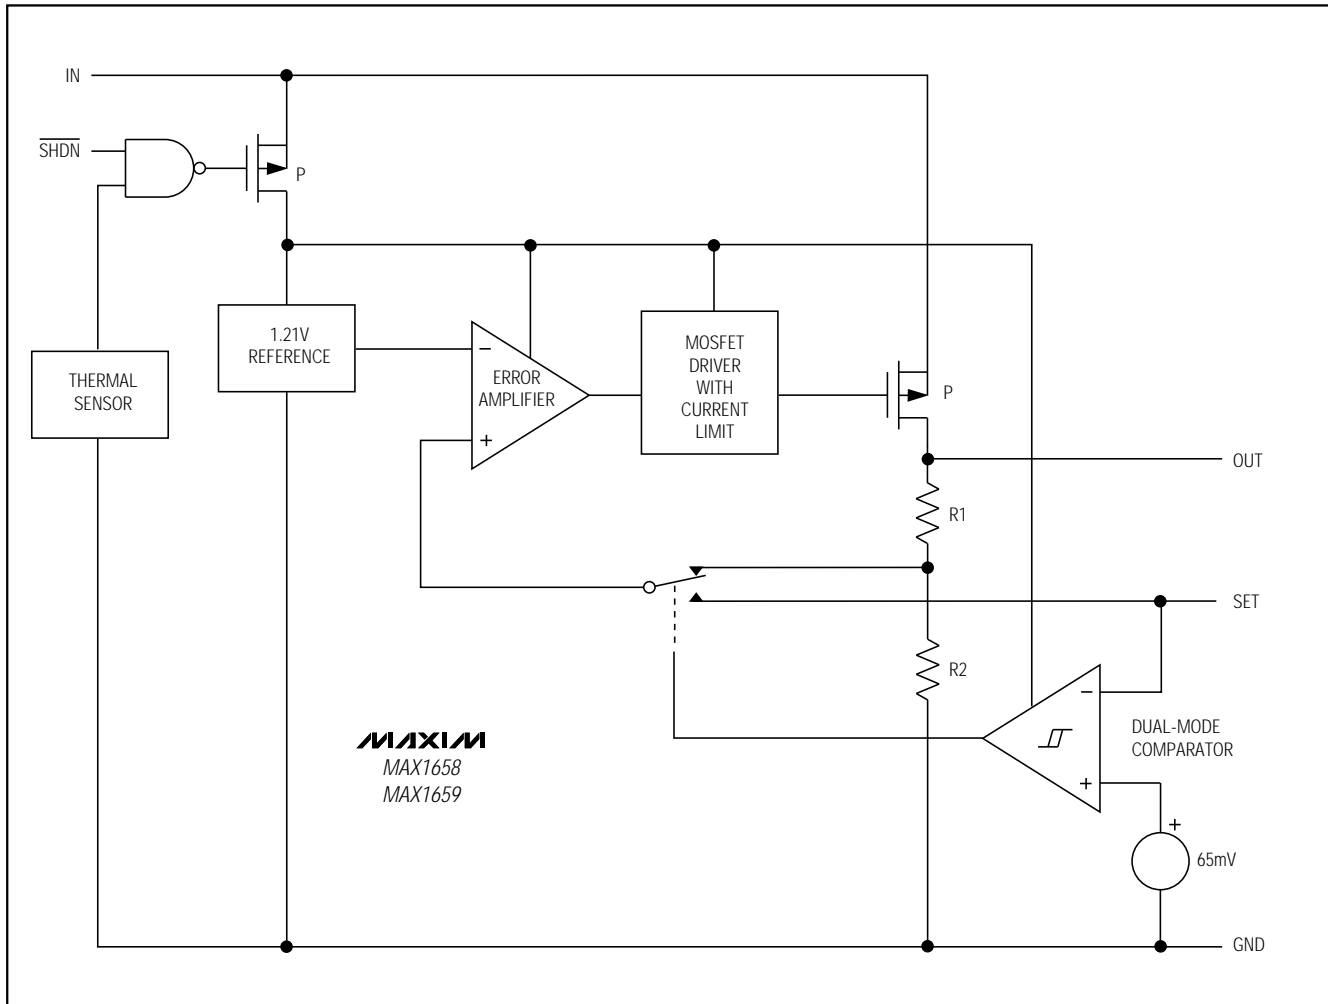 IN
SHDN
P
1.21V
REFERENCE
THERMAL
SENSOR
−
ERROR
AMPLIFIER
+
MOSFET
DRIVER
WITH
CURRENT
LIMIT
P
OUT
R1
SET
R2
−
+
DUAL-MODE
COMPARATOR
+
65mV
MAXIM
MAX1658
MAX1659
GND